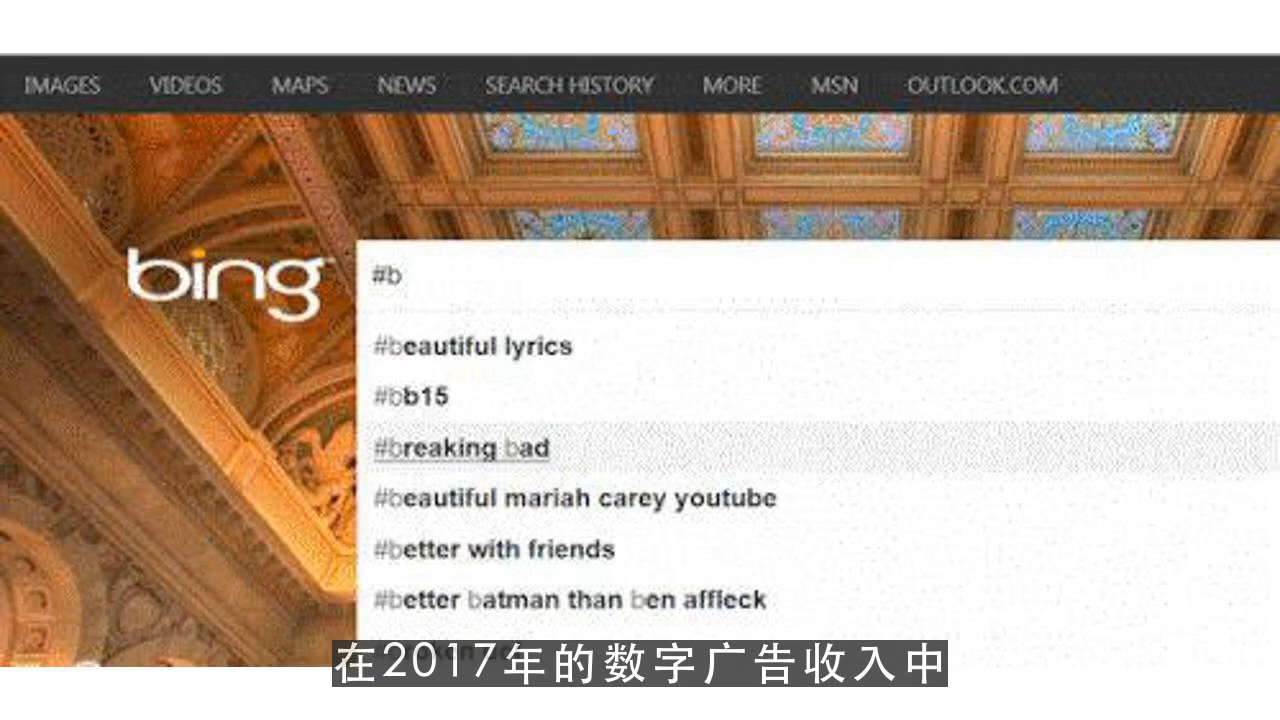 IMAGES VIDEOS MAPS NEWS SEARCH HISTORY MORE MSN OUTLOOK.COM
bing
#b
#beautiful lyrics
#bb15
#breaking bad
#beautiful mariah carey youtube
#better with friends
#better batman than ben affleck
在2017年的数字广告收入中